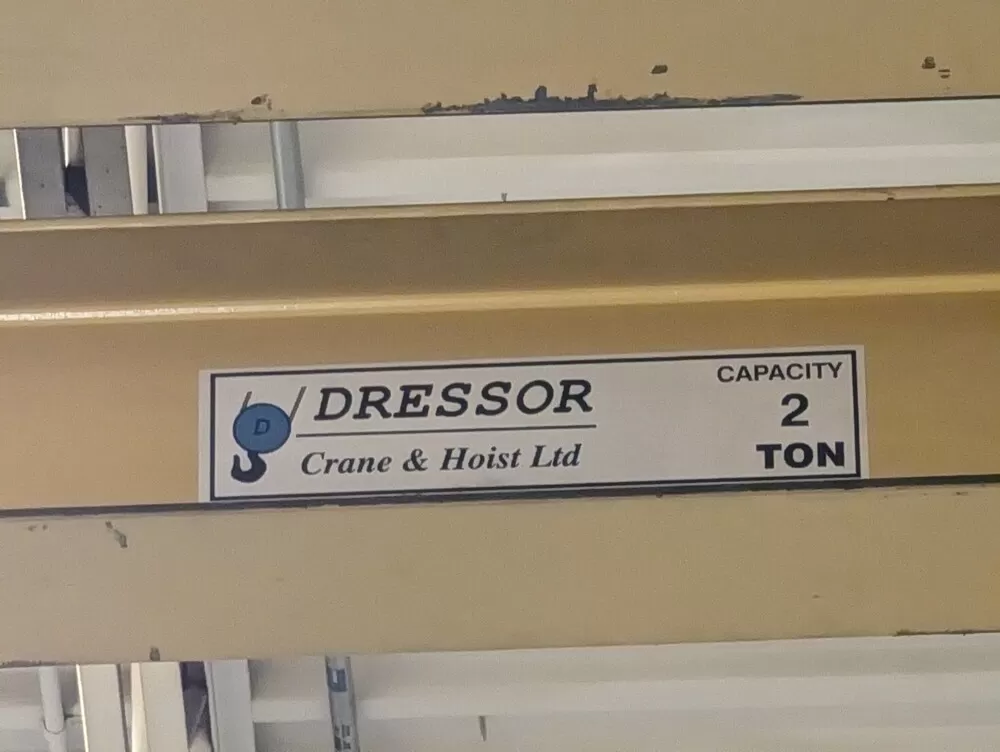 D
DRESSOR
Crane & Hoist Ltd
CAPACITY
2
TON